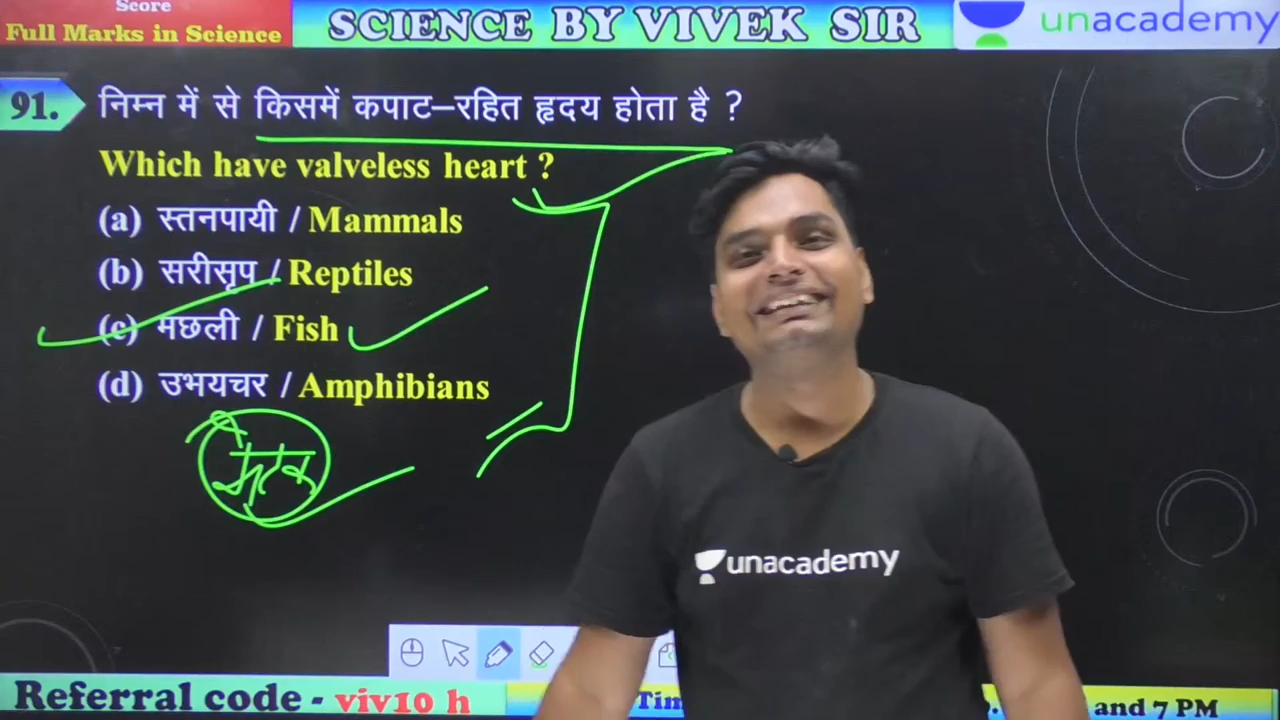 Score
Full Marks in Science
SCIENCE BY VIVEK SIR
unacademy
91. निम्न में से किसमें कपाट–रहित हृदय होता है ?
Which have valveless heart ?
(a) स्तनपायी / Mammals
(b) सरीसृप / Reptiles
(c) मछली / Fish
(d) उभयचर / Amphibians
unacademy
Referral code - viv10 h
Tim
and 7 PM